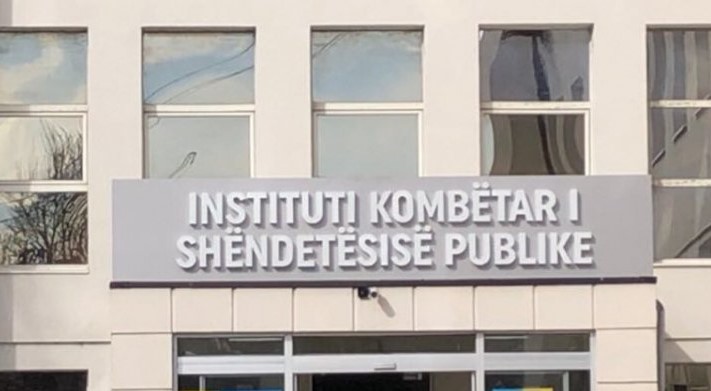 INSTITUTI KOMBËTAR I
SHËNDETËSISË PUBLIKE